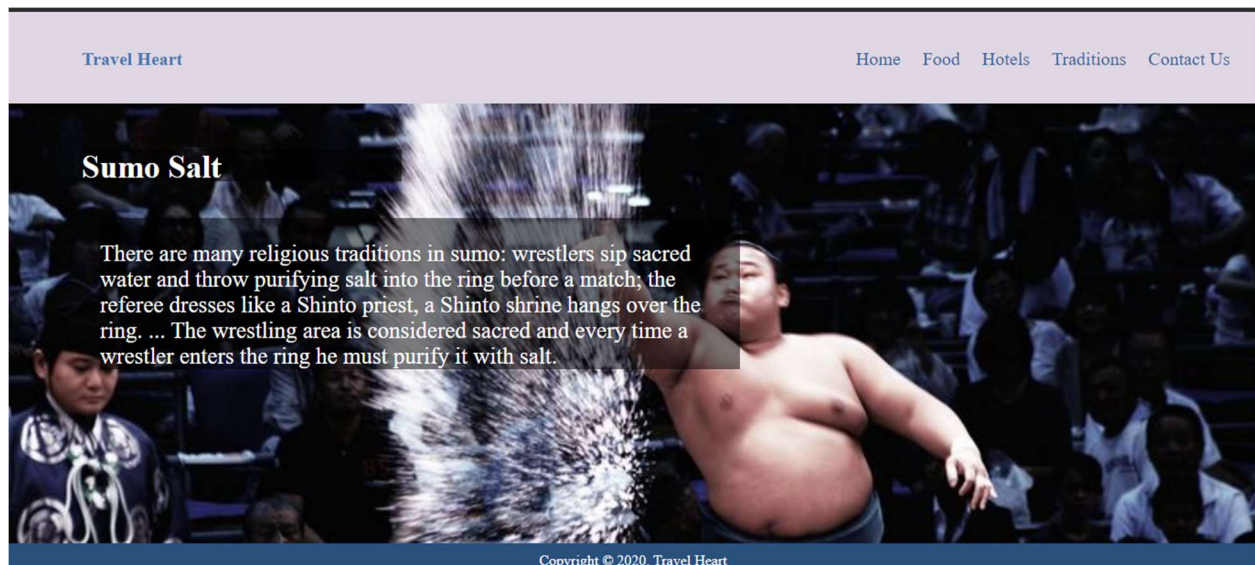 Travel Heart
Home Food Hotels Traditions Contact Us
Sumo Salt
There are many religious traditions in sumo: wrestlers sip sacred
water and throw purifying salt into the ring before a match; the
referee dresses like a Shinto priest, a Shinto shrine hangs over the
ring. ... The wrestling area is considered sacred and every time a
wrestler enters the ring he must purify it with salt.
Copyright © 2020, Travel Heart